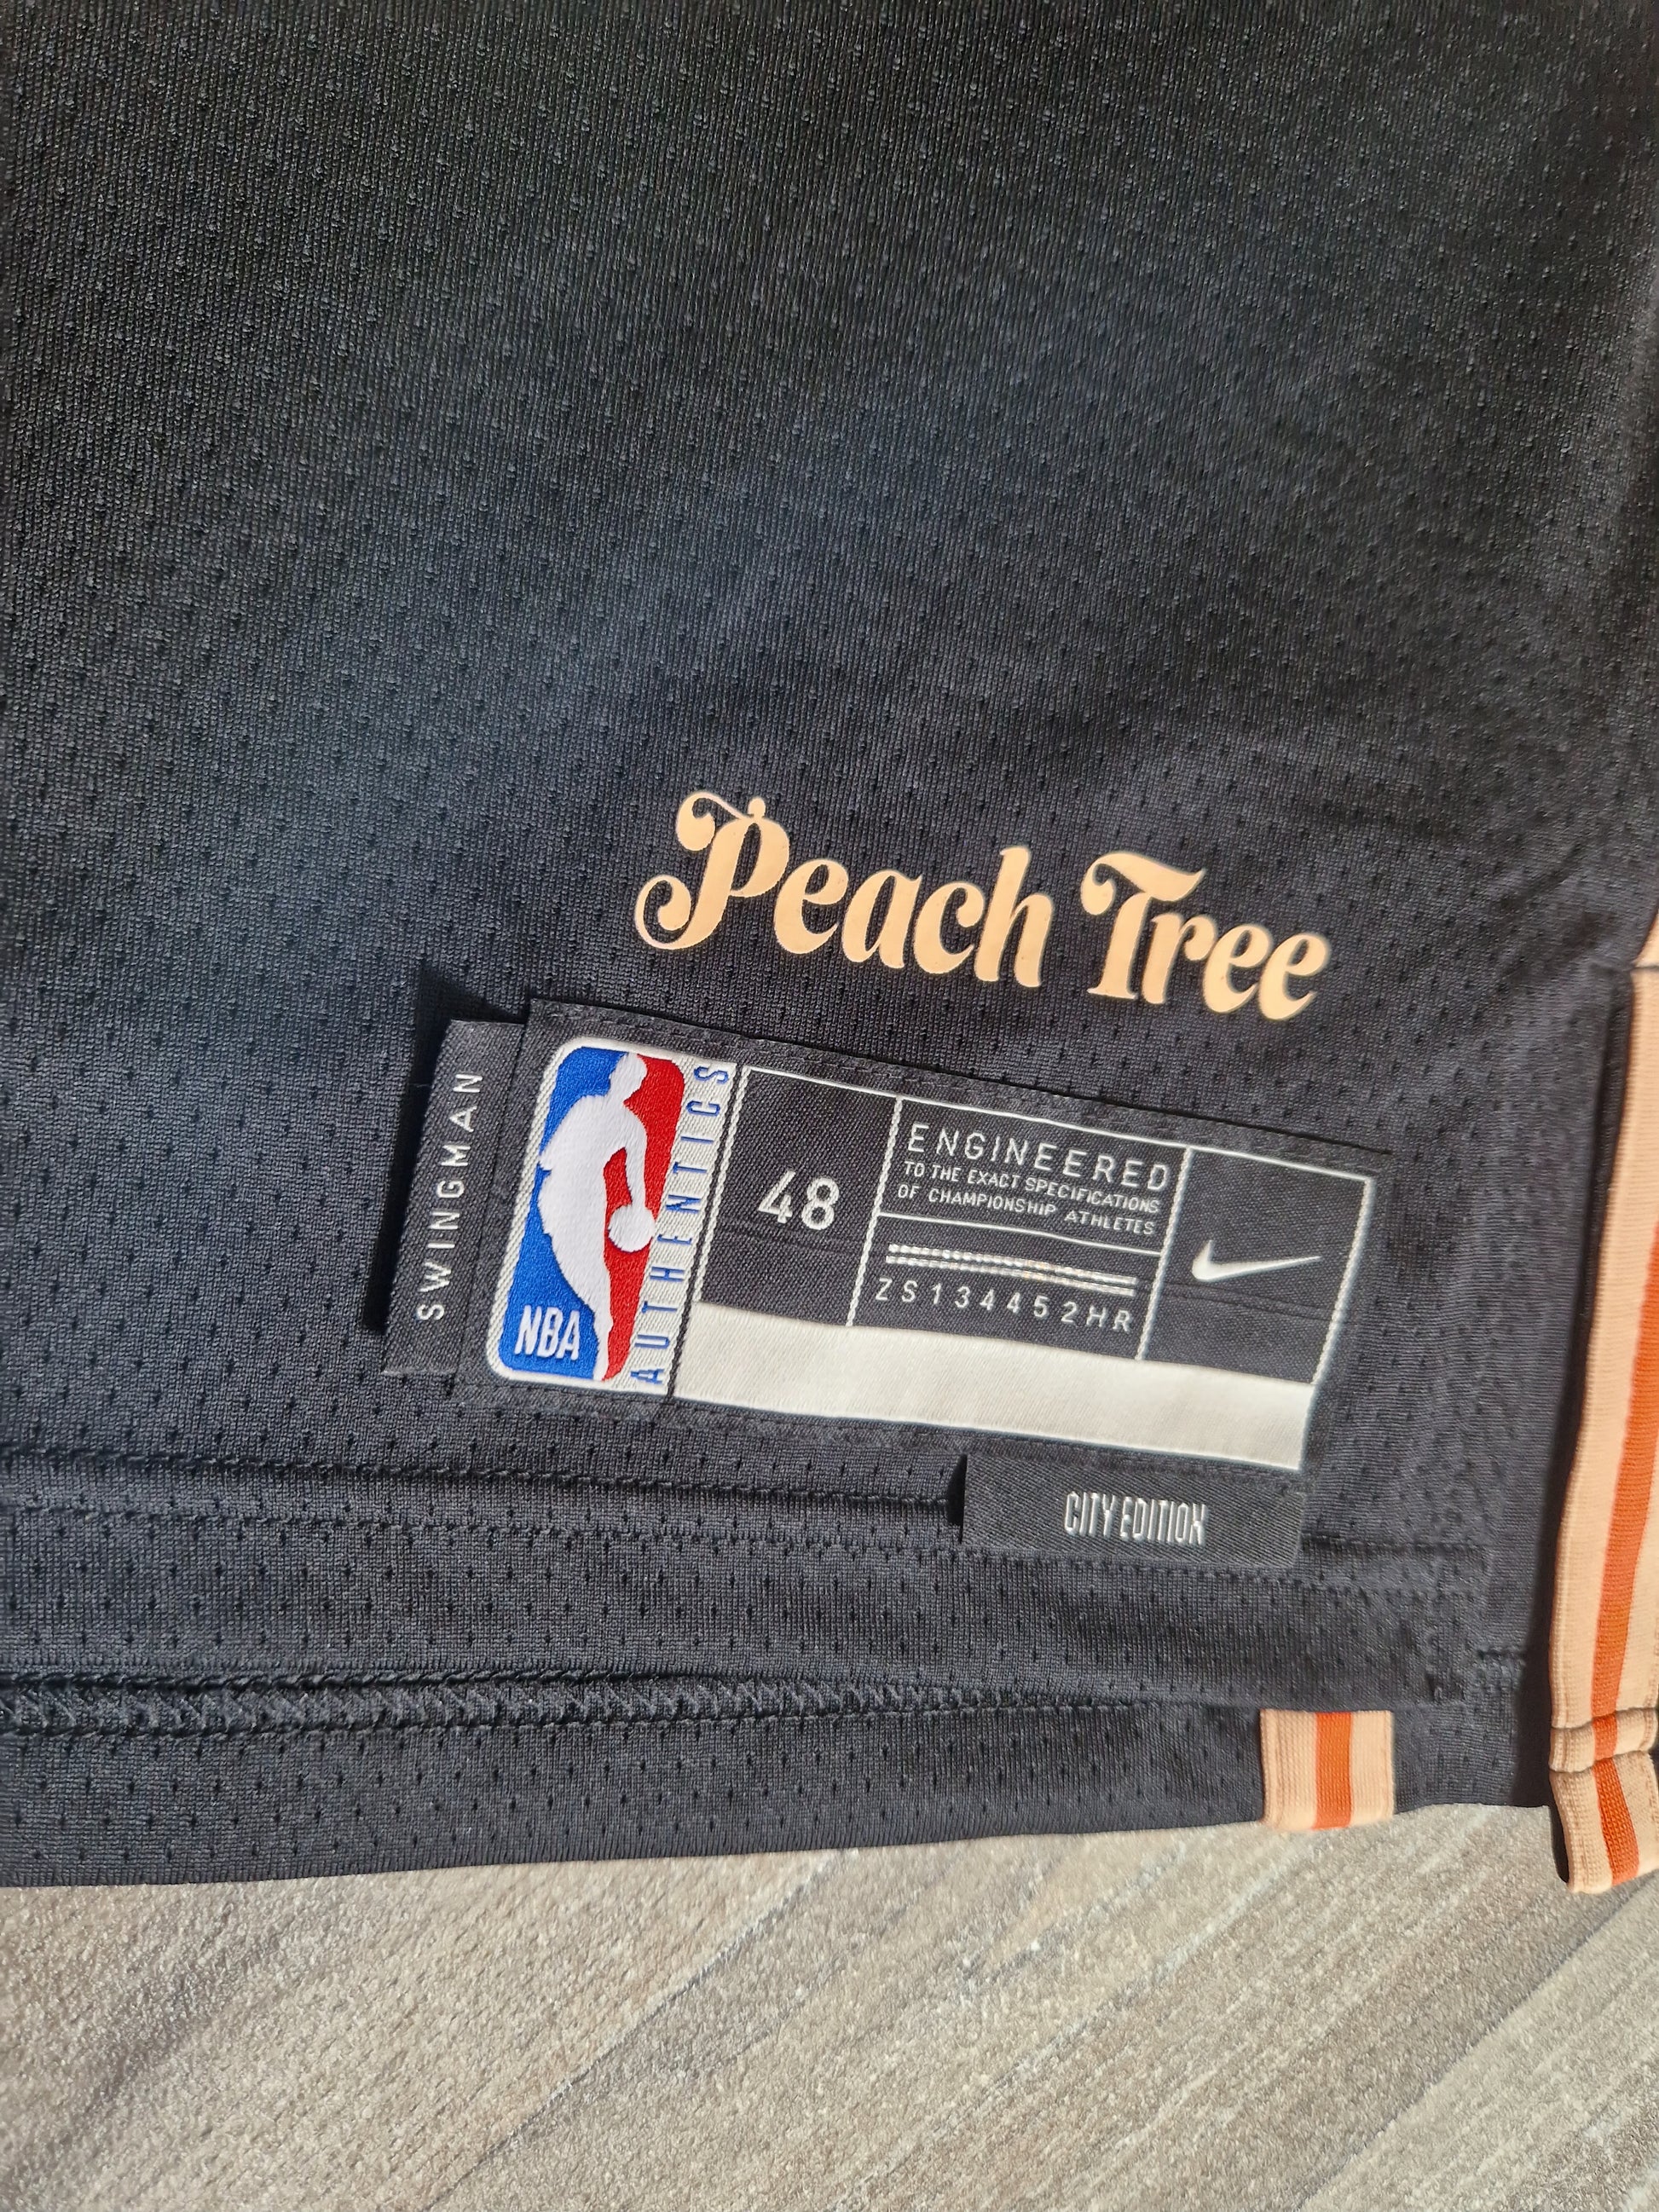 Peach Tree
SWINGMAN
NBA
AUTHENTICS
48
ENGINEERED
TO THE EXACT SPECIFICATIONS
OF CHAMPIONSHIP ATHLETES
ZS134452HR
CITY EDITION